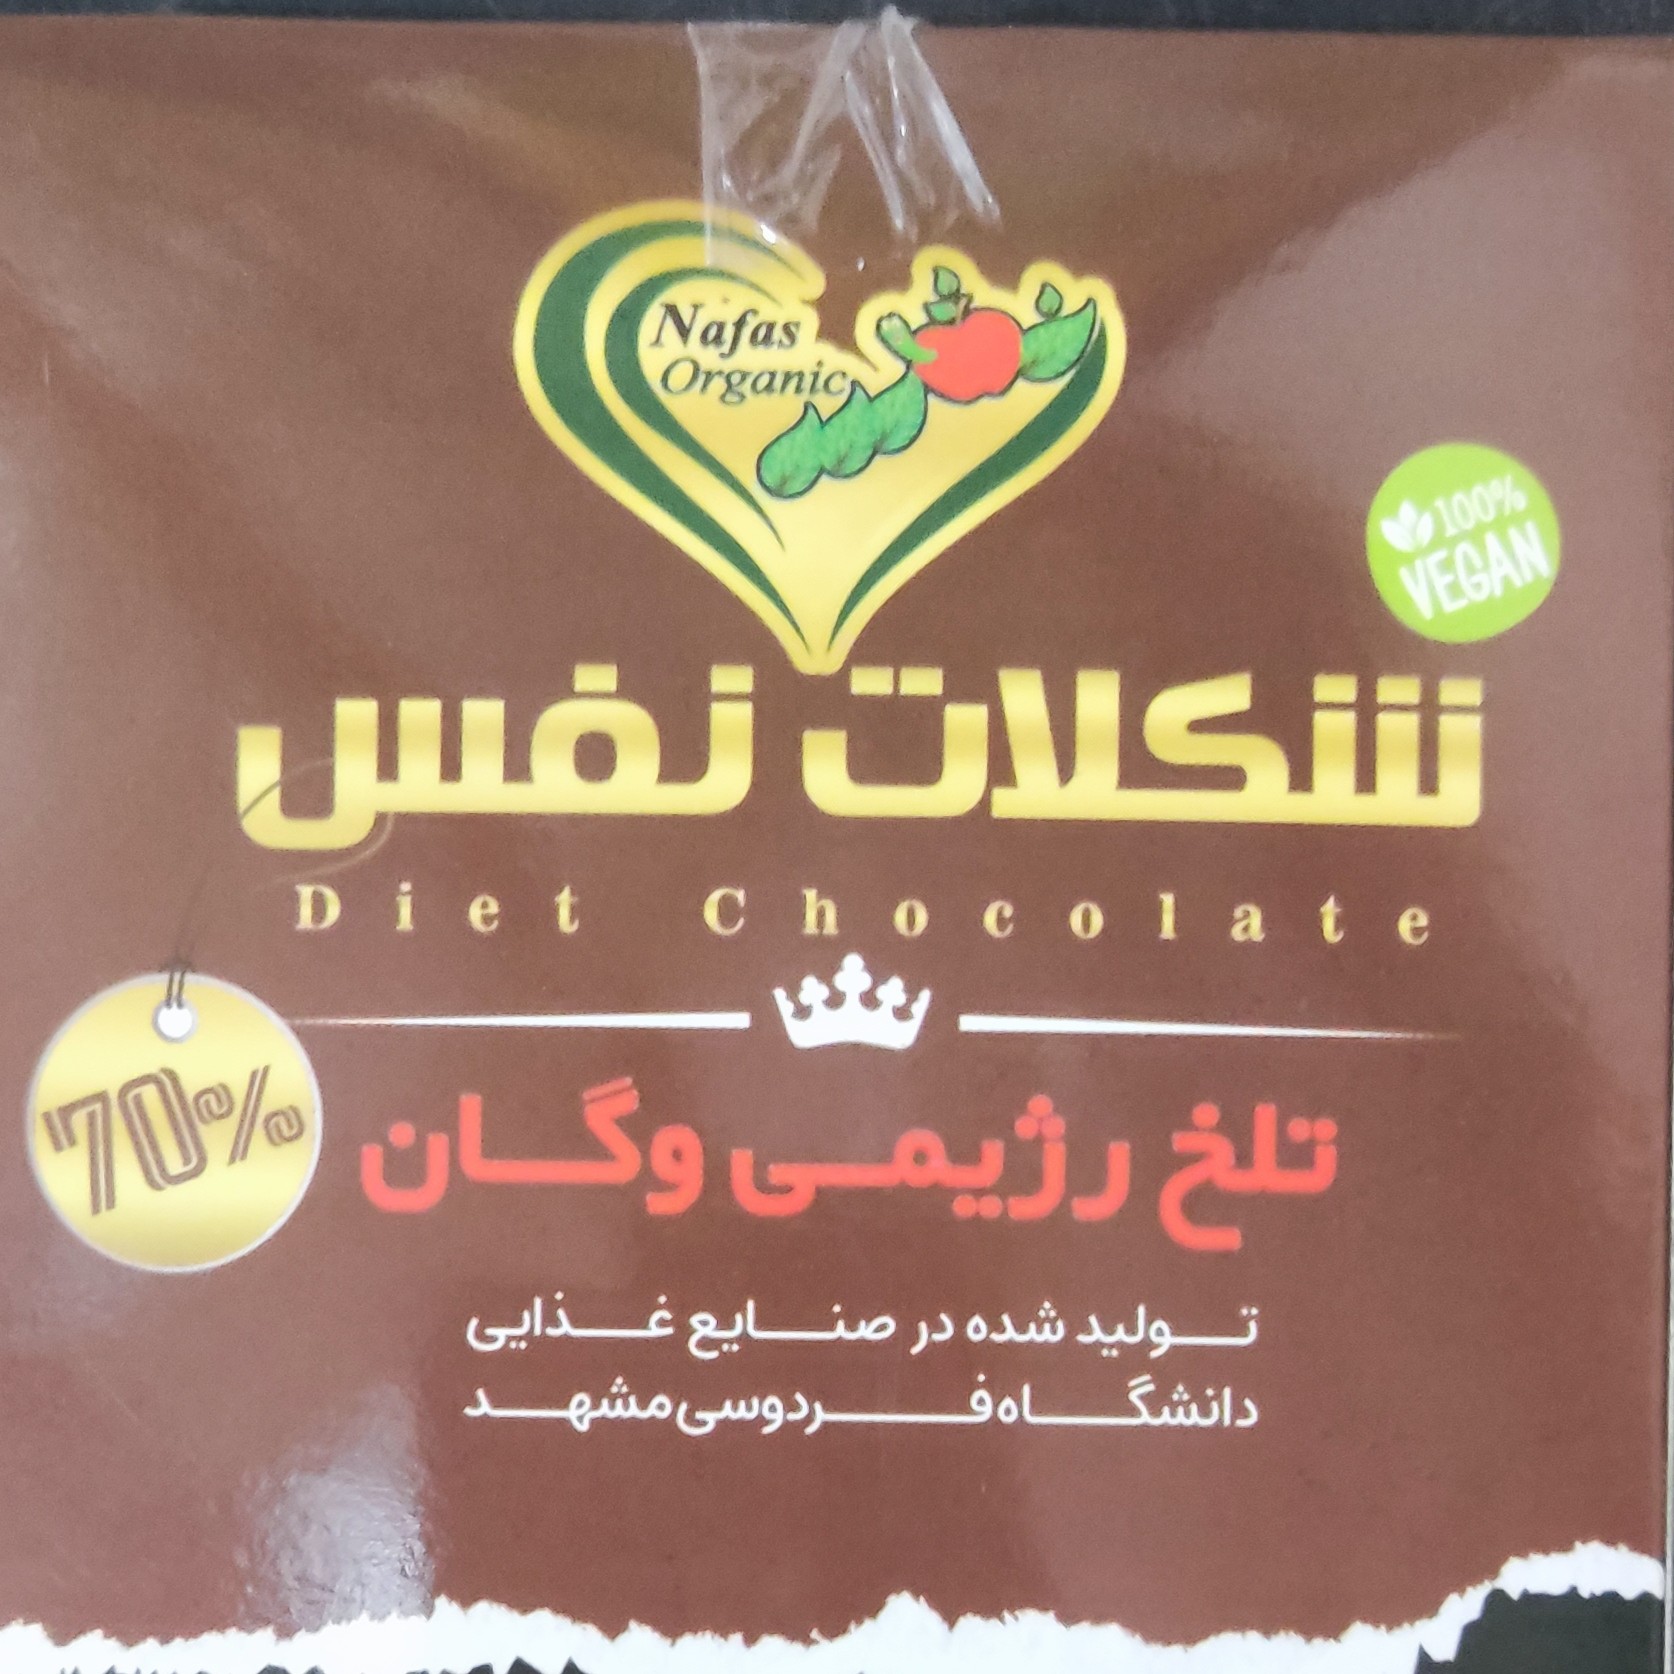 Nafas
Organic
100%
VEGAN
شکلات نفس
Diet Chocolate
70%
تلخ رژیمی وگان
تولید شده در صنایع غذایی
دانشگاه فردوسی مشهد